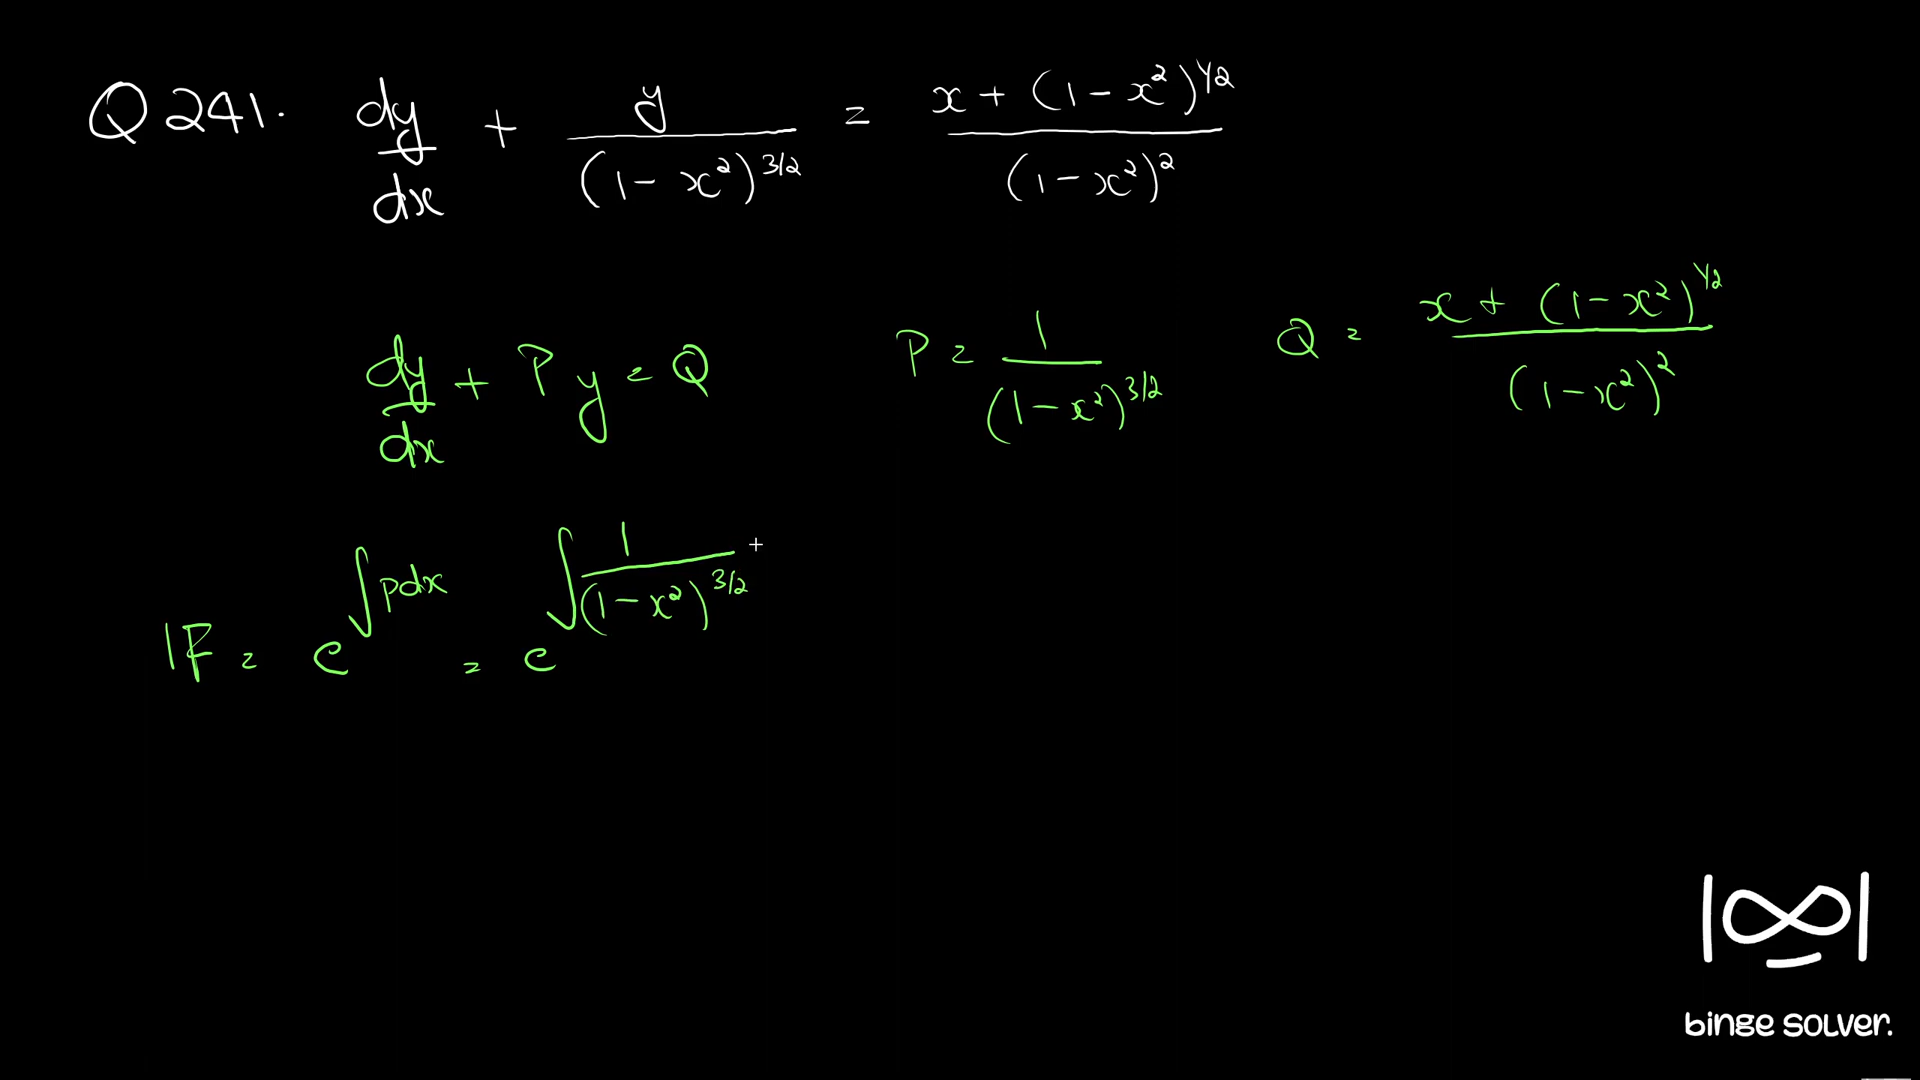 Q 241. dy/dx + y/(1-x²)^3/2 = x + (1-x²)^1/2/(1-x²)²
dy/dx + Py = Q P = 1/(1-x²)^3/2 Q = x + (1-x²)^1/2/(1-x²)²
IF = e^∫pdx = e^∫1/(1-x²)^3/2
binge solver.